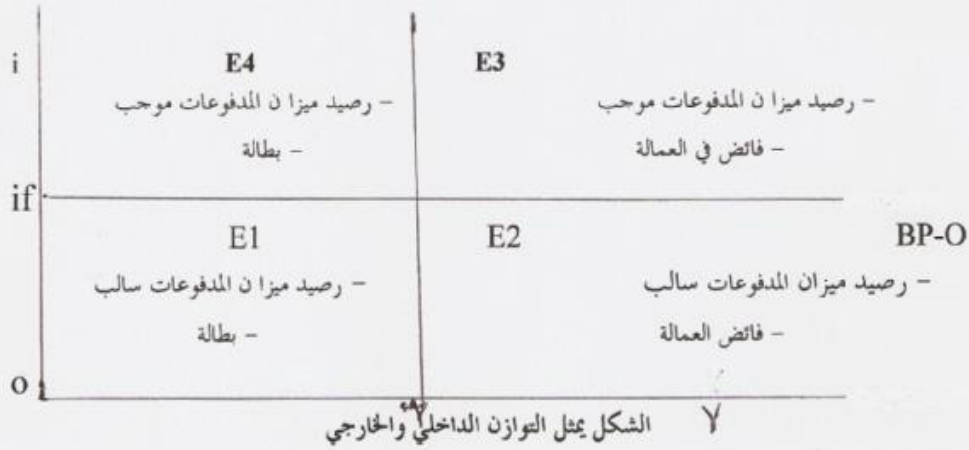 i
E4
E3
– رصيد ميزا ن المدفوعات موجب
– رصيد ميزا ن المدفوعات موجب
– بطالة
– فائض في العمالة
if
E1
E2
BP-O
– رصيد ميزا ن المدفوعات سالب
– رصيد ميزان المدفوعات سالب
– بطالة
– فائض العمالة
o
الشكل يمثل التوازن الداخلي والخارجي